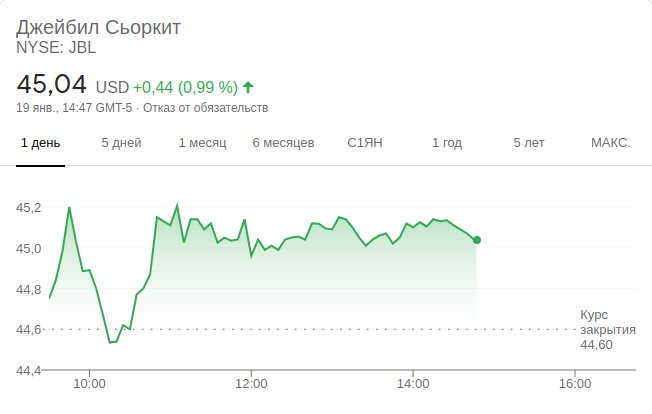 Джейбил Сьоркит
NYSE: JBL
45,04 USD +0,44 (0,99 %)
19 янв., 14:47 GMT-5 · Отказ от обязательств
1 день 5 дней 1 месяц 6 месяцев С1ЯН 1 год 5 лет МАКС.
45,2
45,0
44,8
44,6
44,4
Курс
закрытия
44,60
10:00 12:00 14:00 16:00